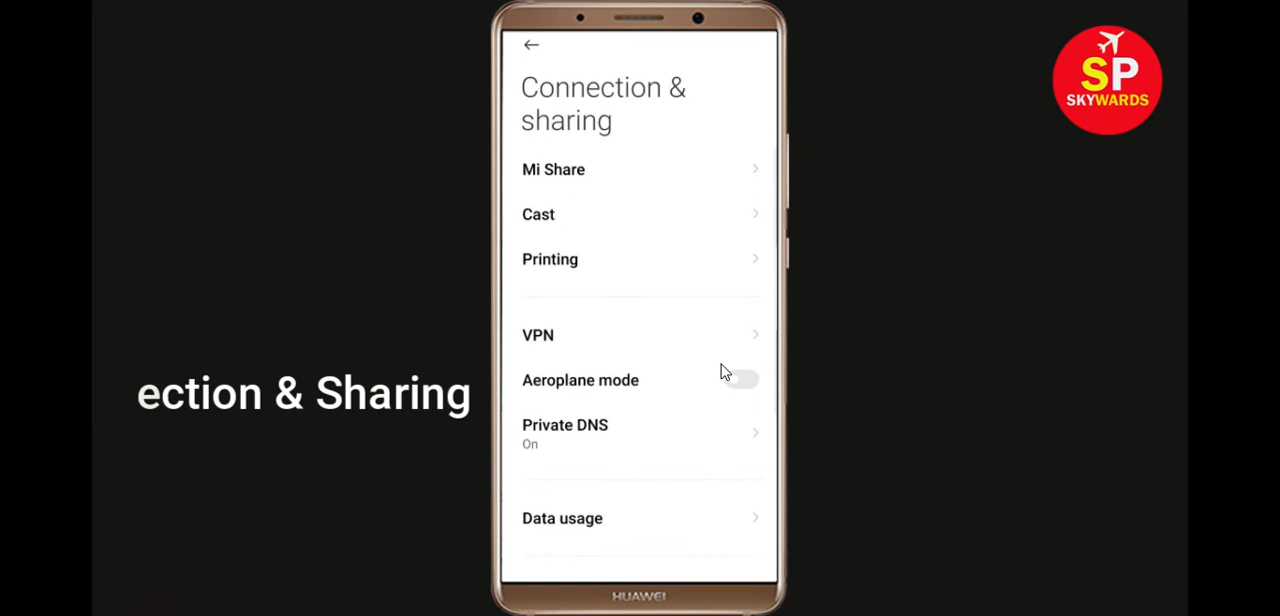 Connection &
sharing
Mi Share
Cast
Printing
VPN
Aeroplane mode
Private DNS
On
Data usage
HUAWEI
ection & Sharing
SP
SKYWARDS